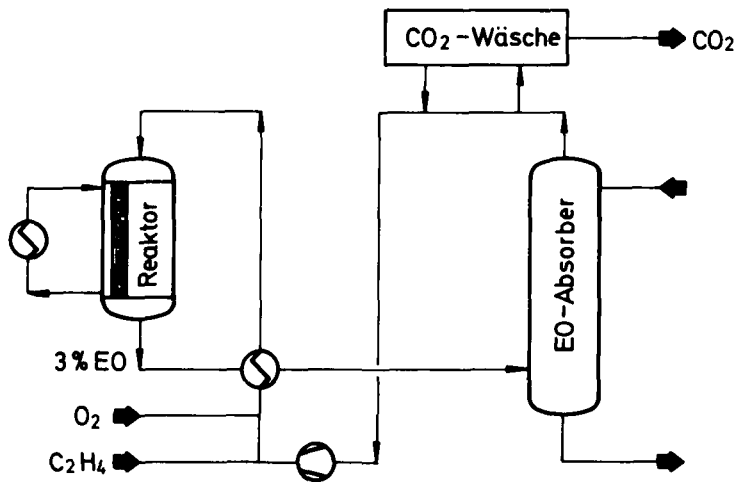 CO₂-Wäsche
CO₂
Reaktor
EO-Absorber
3% EO
O₂
C₂H₄